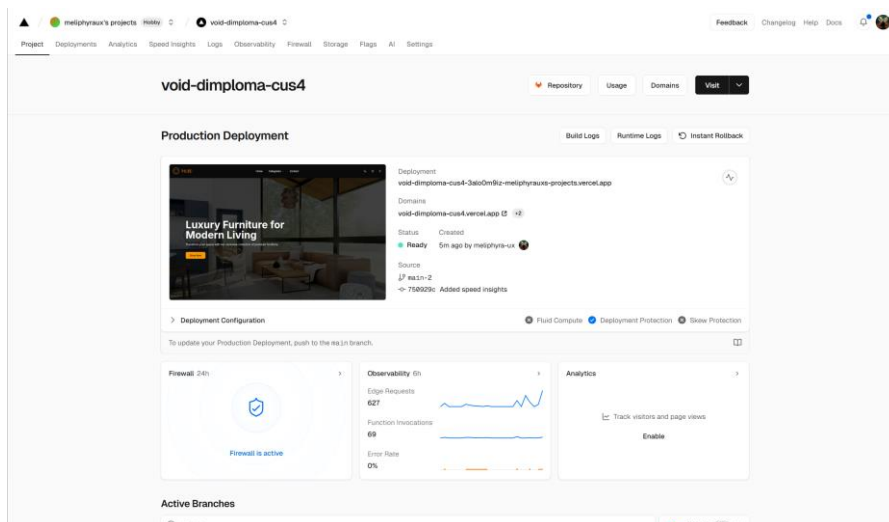 meliphyraux's projects Hobby void-dimploma-cus4 Feedback Changelog Help Docs
Project Deployments Analytics Speed Insights Logs Observability Firewall Storage Flags AI Settings
void-dimploma-cus4 Repository Usage Domains Visit
Production Deployment Build Logs Runtime Logs Instant Rollback
Luxury Furniture for
Modern Living
Deployment
void-dimploma-cus4-3alo0m9iz-meliphyrauxs-projects.vercel.app
Domains
void-dimploma-cus4.vercel.app +2
Status Created
Ready 5m ago by meliphyra-ux
Source
main-2
750929c Added speed insights
Deployment Configuration Fluid Compute Deployment Protection Skew Protection
To update your Production Deployment, push to the main branch.
Firewall 24h
Firewall is active
Observability 6h
Edge Requests
627
Function Invocations
69
Error Rate
0%
Analytics
Track visitors and page views
Enable
Active Branches